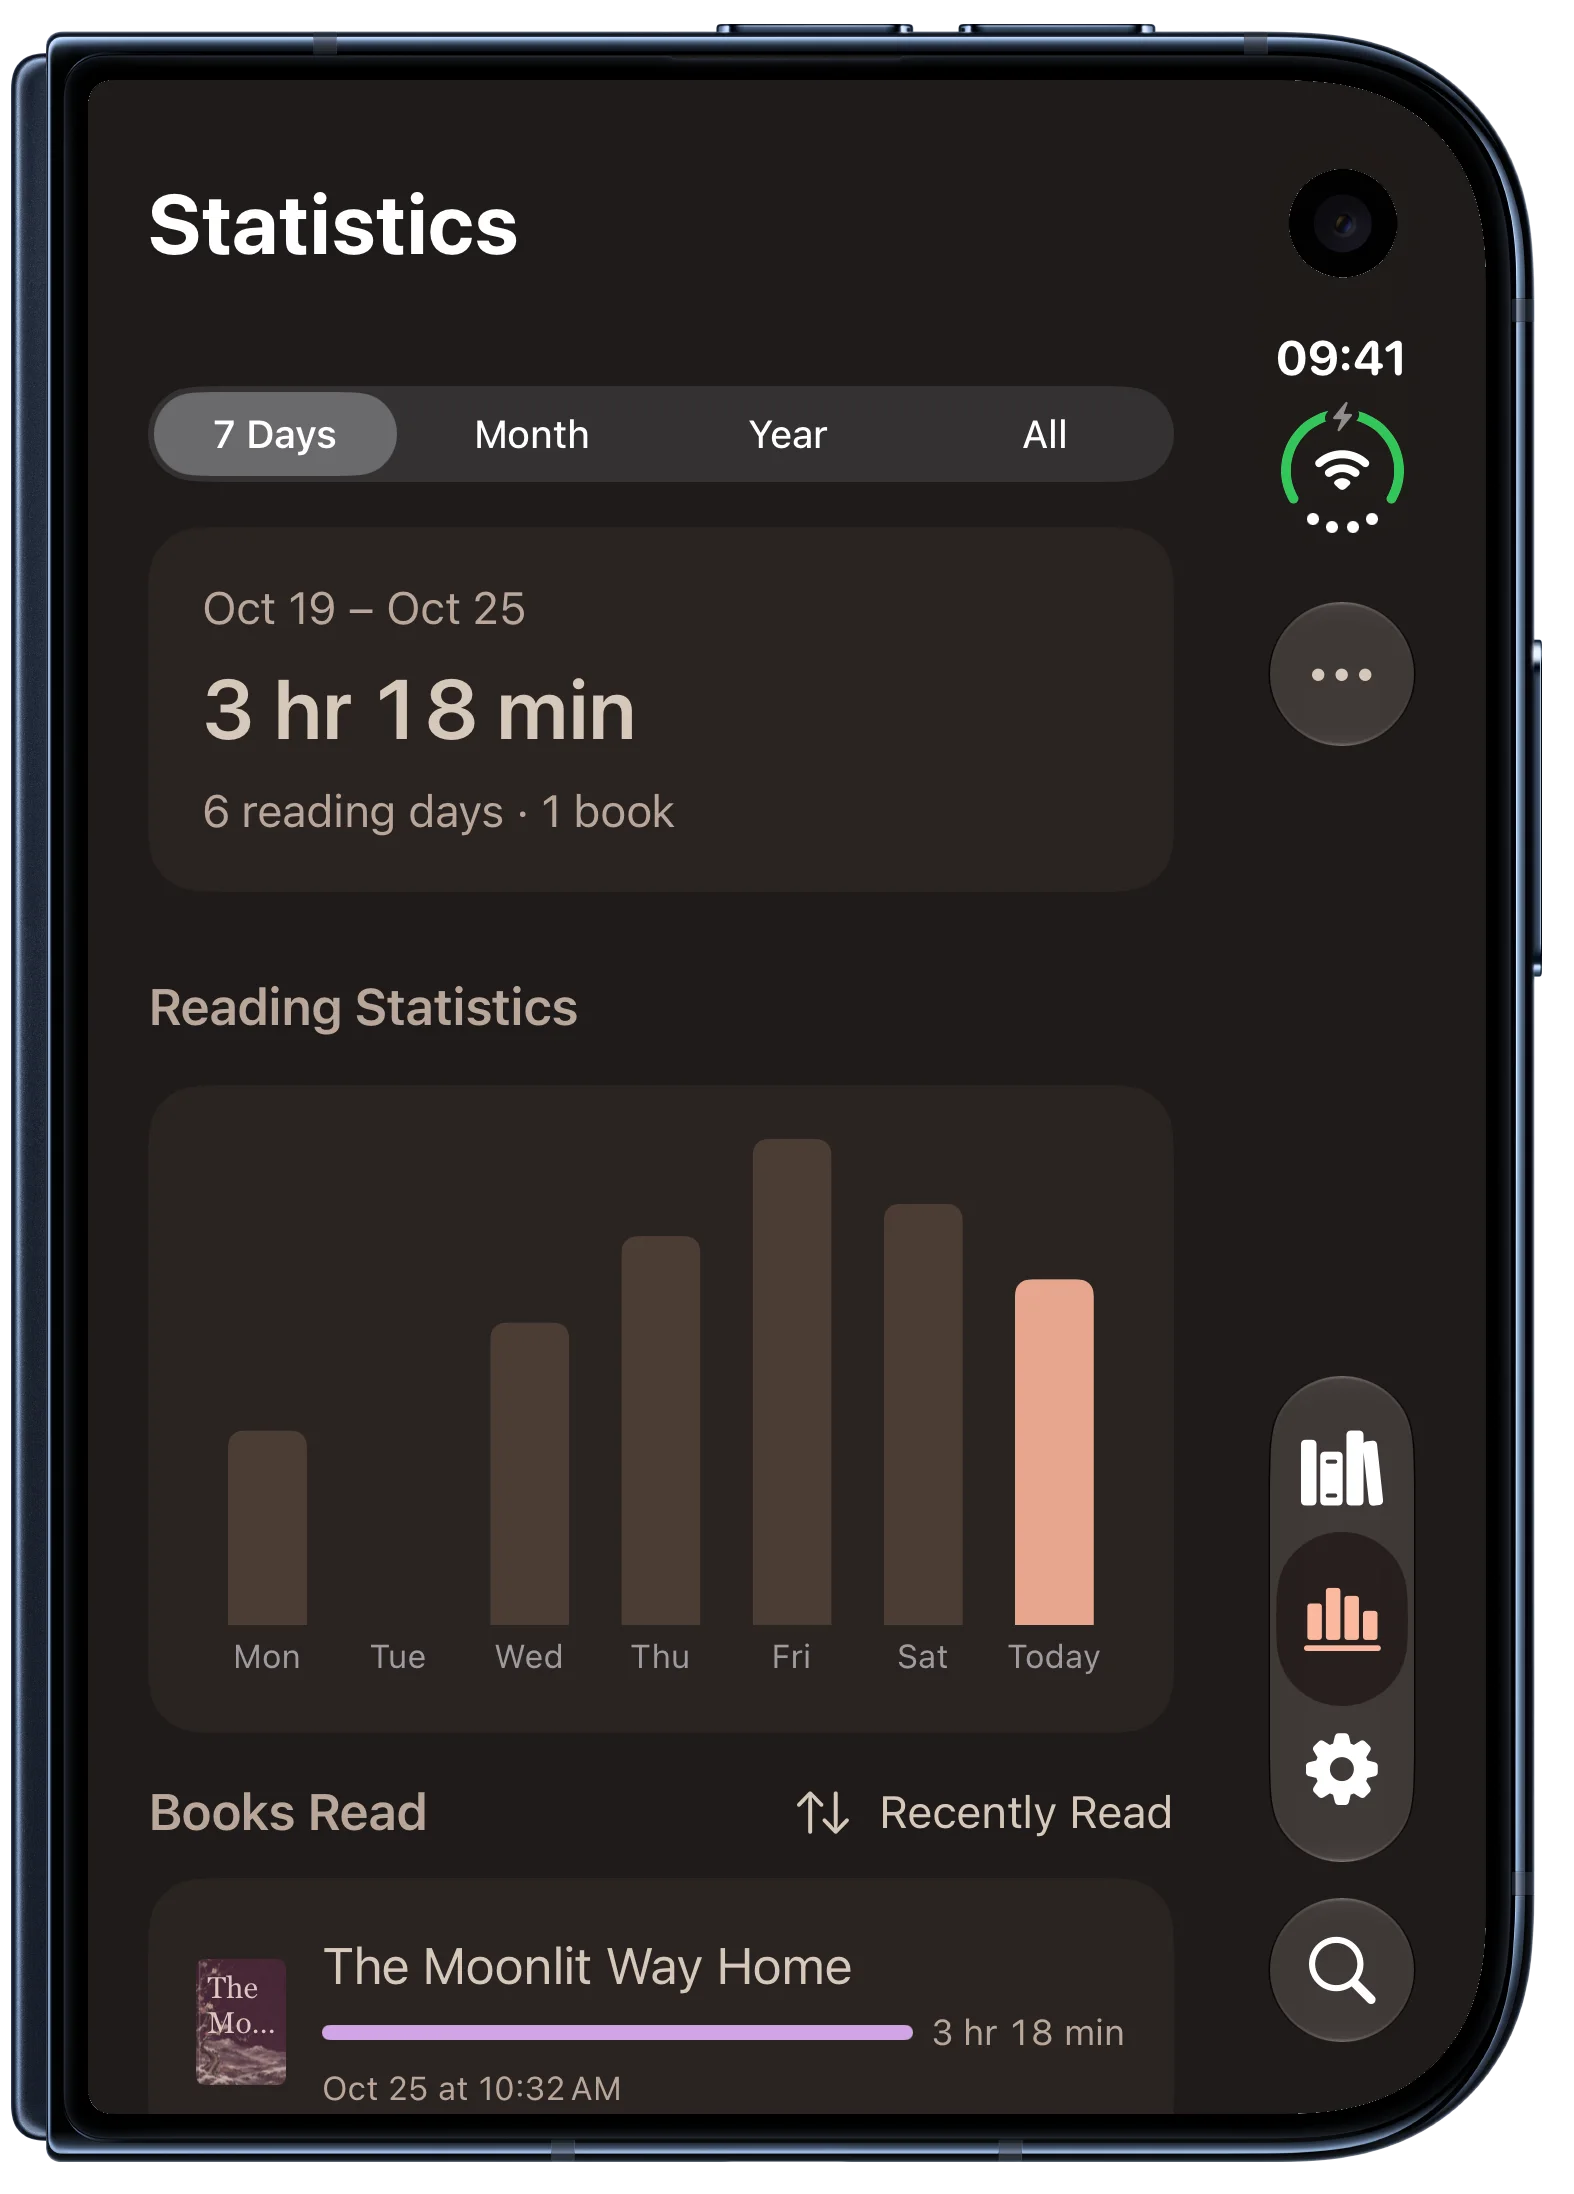 Statistics
09:41
7 Days Month Year All
Oct 19 – Oct 25
3 hr 18 min
6 reading days · 1 book
Reading Statistics
Mon Tue Wed Thu Fri Sat Today
Books Read
Recently Read
The
Mo...
The Moonlit Way Home
3 hr 18 min
Oct 25 at 10:32 AM